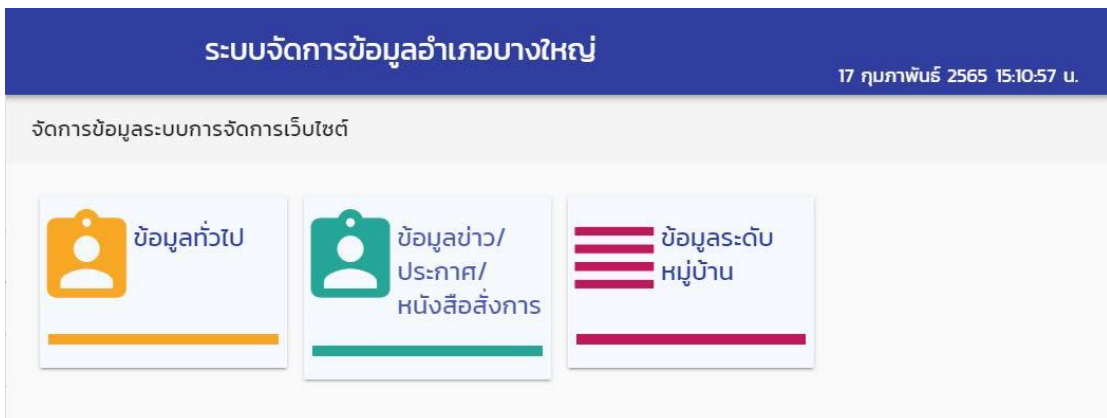 ระบบจัดการข้อมูลอำเภอบางใหญ่
17 กุมภาพันธ์ 2565 15:10:57 น.
จัดการข้อมูลระบบการจัดการเว็บไซต์
ข้อมูลทั่วไป
ข้อมูลข่าว/
ประกาศ/
หนังสือสั่งการ
ข้อมูลระดับ
หมู่บ้าน